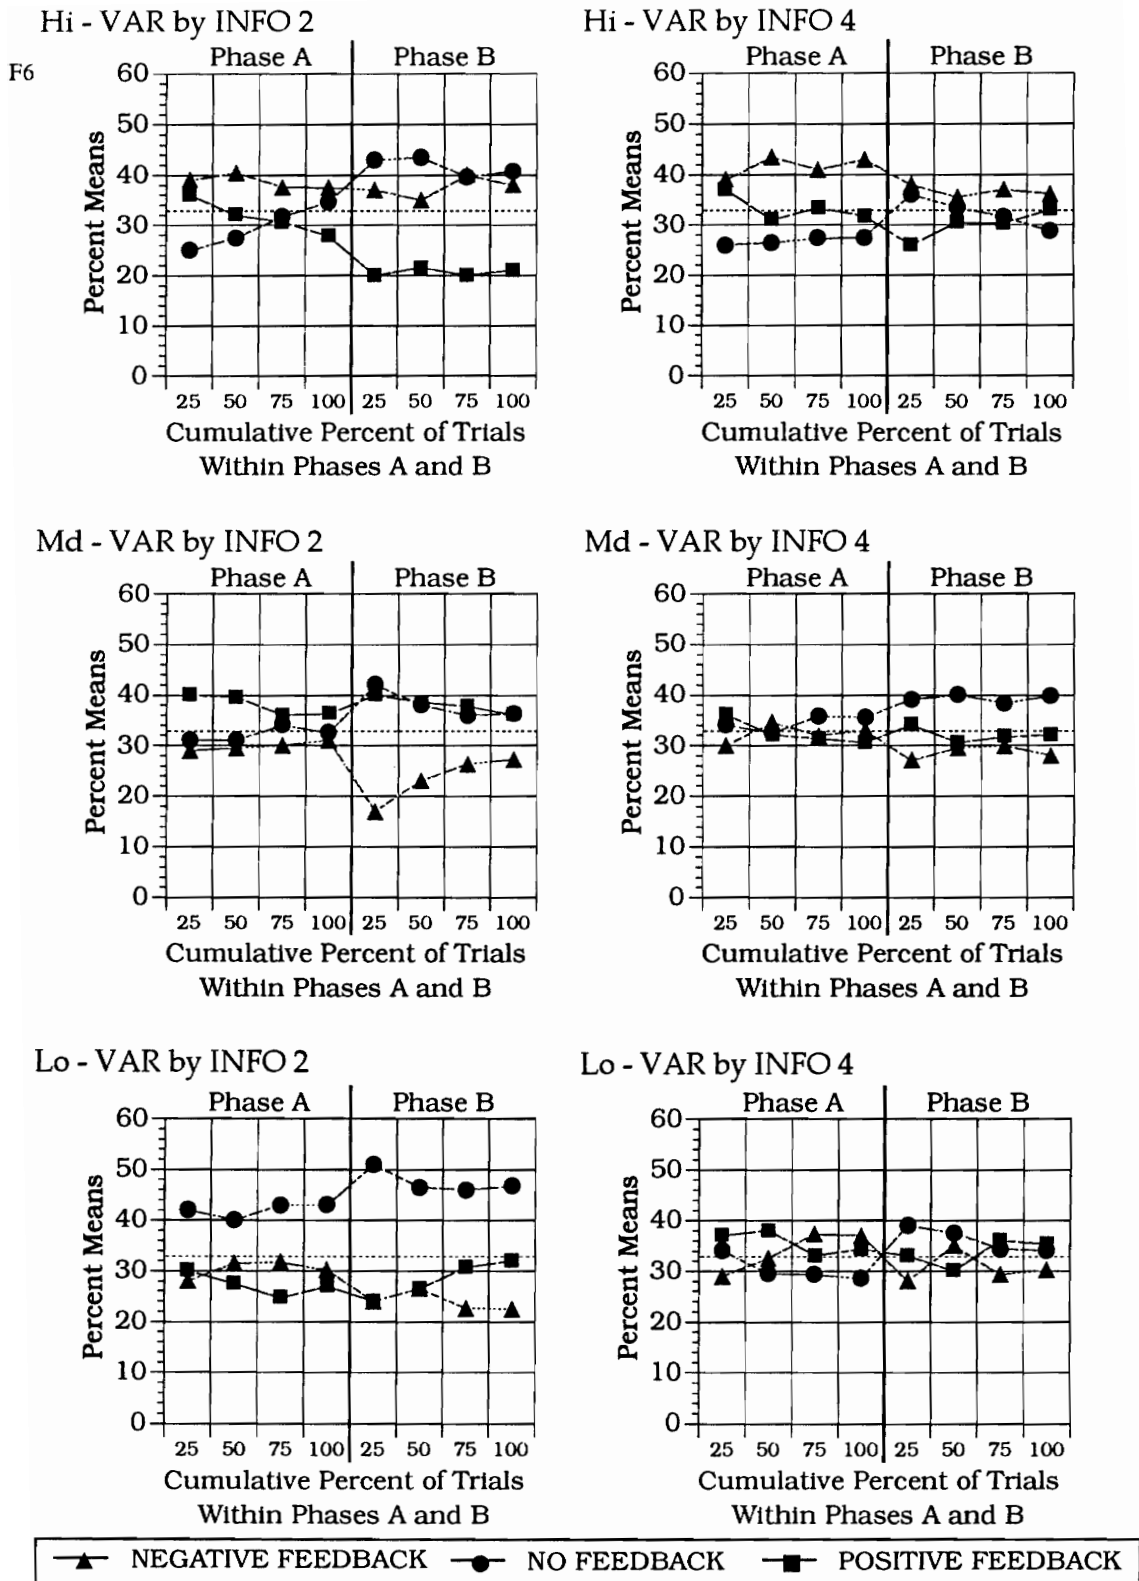 Hi - VAR by INFO 2
F6
Phase A Phase B
60
50
40
30
20
10
0
Percent Means
25 50 75 100 25 50 75 100
Cumulative Percent of Trials
Within Phases A and B
Hi - VAR by INFO 4
Phase A Phase B
60
50
40
30
20
10
0
Percent Means
25 50 75 100 25 50 75 100
Cumulative Percent of Trials
Within Phases A and B
Md - VAR by INFO 2
Phase A Phase B
60
50
40
30
20
10
0
Percent Means
25 50 75 100 25 50 75 100
Cumulative Percent of Trials
Within Phases A and B
Md - VAR by INFO 4
Phase A Phase B
60
50
40
30
20
10
0
Percent Means
25 50 75 100 25 50 75 100
Cumulative Percent of Trials
Within Phases A and B
Lo - VAR by INFO 2
Phase A Phase B
60
50
40
30
20
10
0
Percent Means
25 50 75 100 25 50 75 100
Cumulative Percent of Trials
Within Phases A and B
Lo - VAR by INFO 4
Phase A Phase B
60
50
40
30
20
10
0
Percent Means
25 50 75 100 25 50 75 100
Cumulative Percent of Trials
Within Phases A and B
NEGATIVE FEEDBACK NO FEEDBACK POSITIVE FEEDBACK